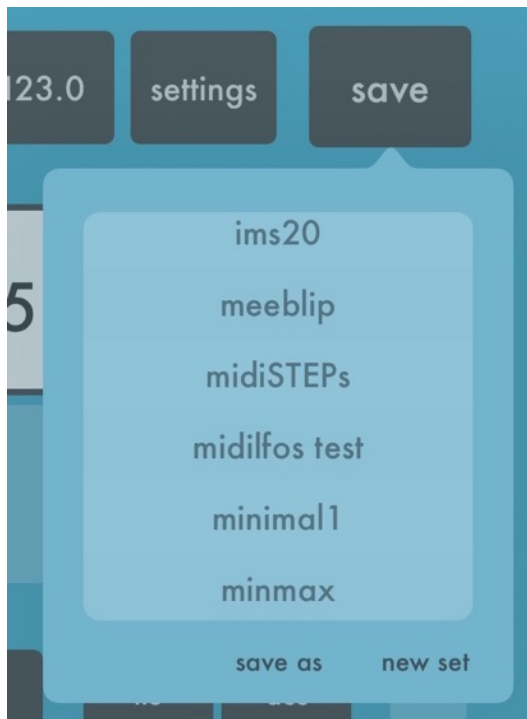 123.0 settings save
5
ims20
meeblip
midiSTEPs
midilfos test
minimal1
minmax
save as new set